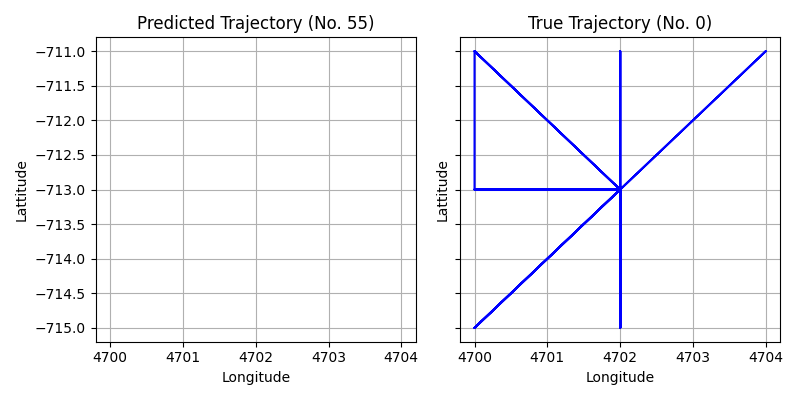 Predicted Trajectory (No. 55)
True Trajectory (No. 0)
−711.0
−711.5
−712.0
−712.5
−713.0
−713.5
−714.0
−714.5
−715.0
Lattitude
Lattitude
4700 4701 4702 4703 4704
4700 4701 4702 4703 4704
Longitude
Longitude